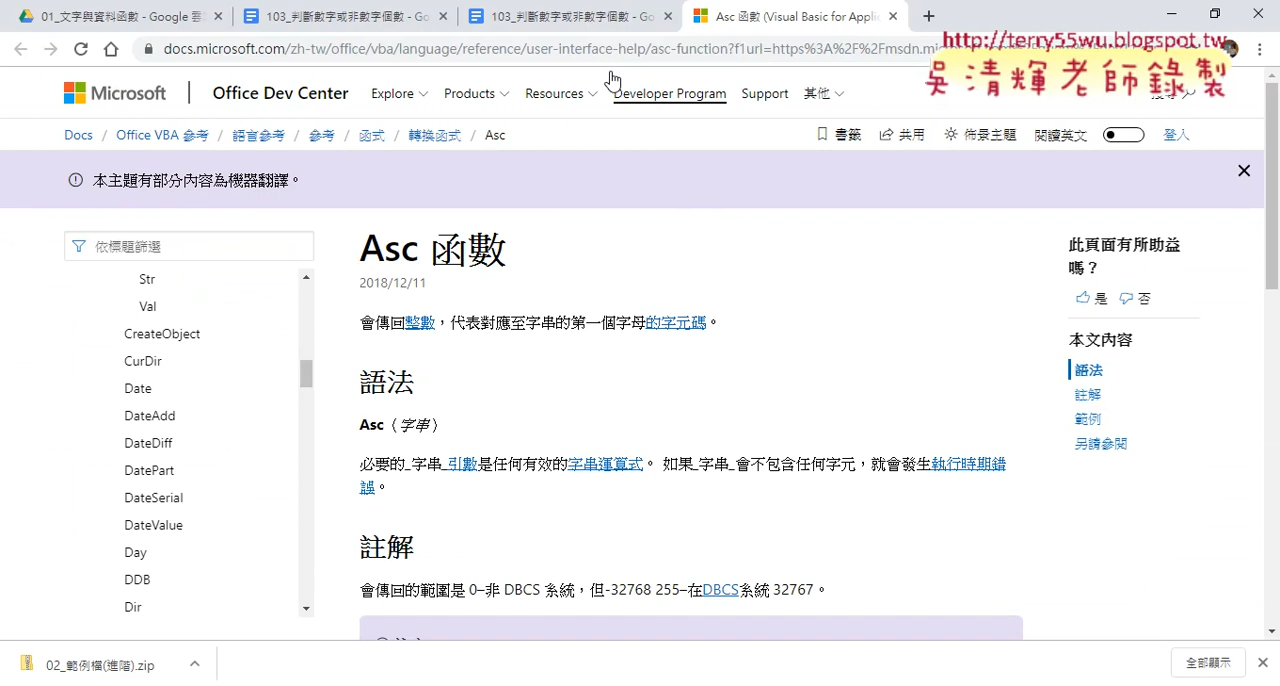 01_文字與資料函數 - Google 雲
103_判斷數字或非數字個數 - Go
103_判斷數字或非數字個數 - Go
Asc 函數 (Visual Basic for Appli
docs.microsoft.com/zh-tw/office/vba/language/reference/user-interface-help/asc-function?f1url=https%3A%2F%2Fmsdn.mi
http://terry55wu.blogspot.tw
吳清輝老師錄製
Microsoft
Office Dev Center
Explore
Resources
Developer Program
Support
其他
Docs / Office VBA 參考 / 語言參考 / 參考 / 函式 / 轉換函式 / Asc
書籤
共用
佈景主題
閱讀英文
登入
本主題有部分內容為機器翻譯。
依標題篩選
Str
Val
CreateObject
CurDir
Date
DateAdd
DateDiff
DatePart
DateSerial
DateValue
Day
DDB
Dir
Asc 函數
2018/12/11
會傳回整數，代表對應至字串的第一個字母的字元碼。
語法
Asc（字串）
必要的_字串_引數是任何有效的字串運算式。 如果_字串_會不包含任何字元，就會發生執行時期錯
誤。
註解
會傳回的範圍是 0–非 DBCS 系統，但-32768 255–在DBCS系統 32767。
此頁面有所助益
嗎？
是
否
本文內容
語法
註解
範例
另請參閱
02_範例檔(進階).zip
全部顯示